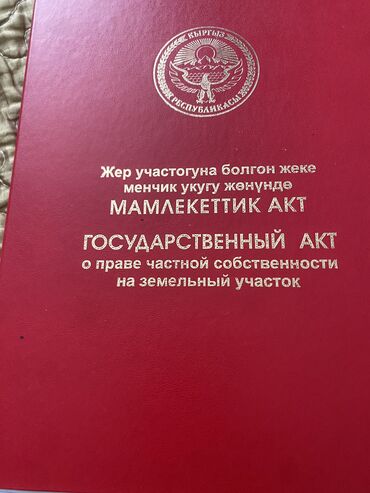 КЫРГЫЗ
РЕСПУБЛИКАСЫ
Жер участогуна болгон жеке
менчик укугу жөнүндө
МАМЛЕКЕТТИК АКТ
ГОСУДАРСТВЕННЫЙ АКТ
о праве частной собственности
на земельный участок